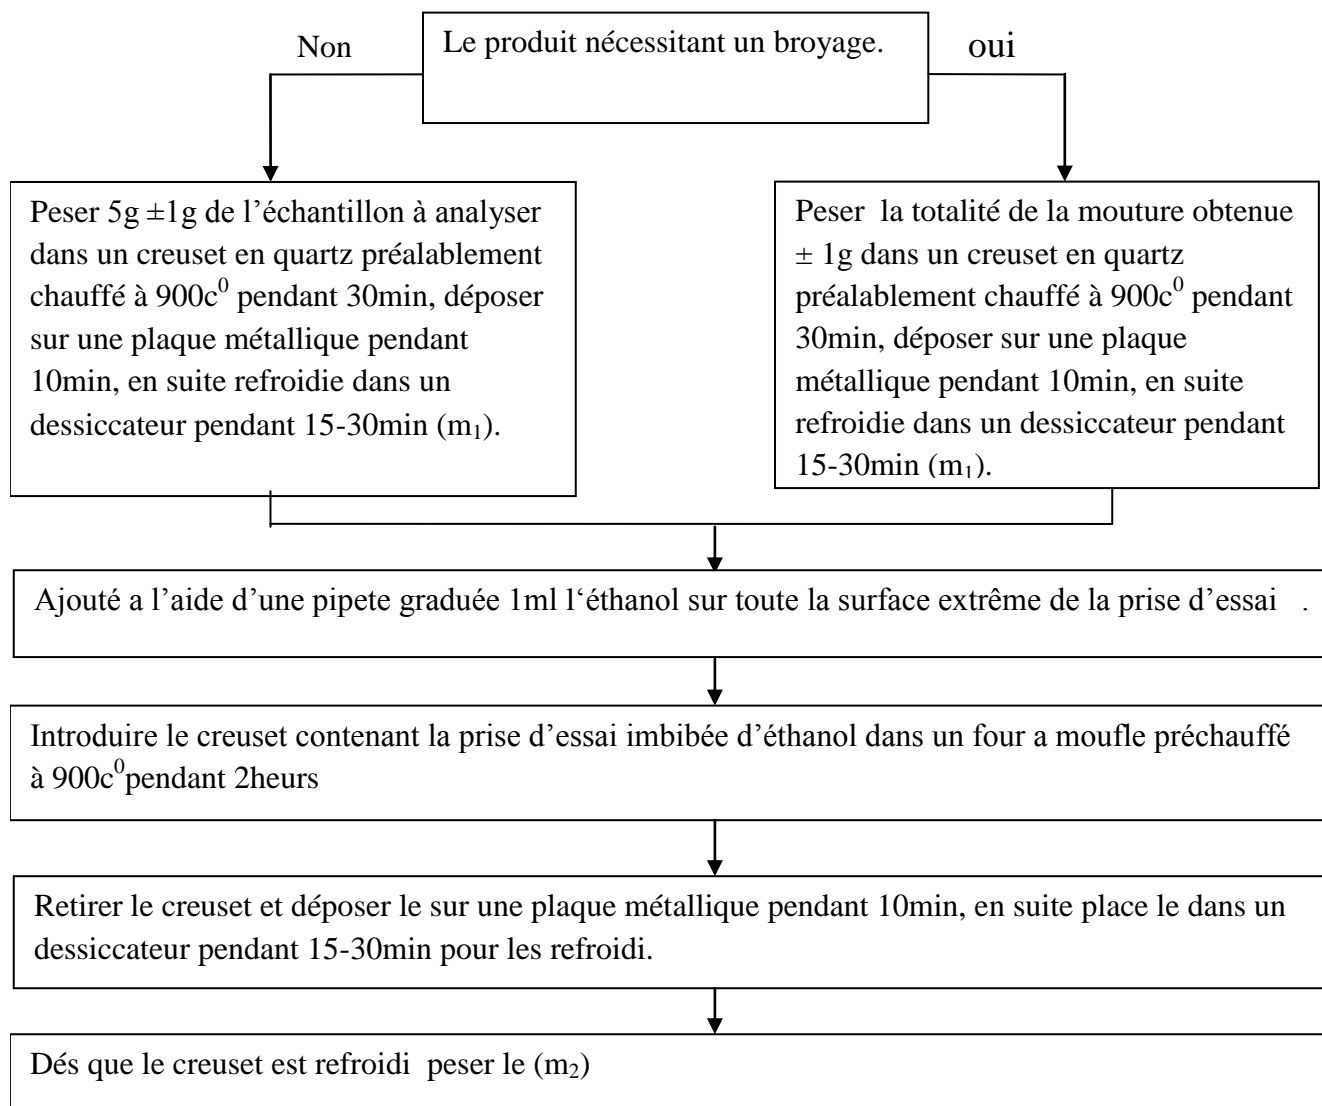 Le produit nécessitant un broyage.
Non
oui
Peser 5g ±1g de l’échantillon à analyser
dans un creuset en quartz préalablement
chauffé à 900c⁰ pendant 30min, déposer
sur une plaque métallique pendant
10min, en suite refroidie dans un
dessiccateur pendant 15-30min (m₁).
Peser la totalité de la mouture obtenue
± 1g dans un creuset en quartz
préalablement chauffé à 900c⁰ pendant
30min, déposer sur une plaque
métallique pendant 10min, en suite
refroidie dans un dessiccateur pendant
15-30min (m₁).
Ajouté a l’aide d’une pipete graduée 1ml l‘éthanol sur toute la surface extrême de la prise d’essai .
Introduire le creuset contenant la prise d’essai imbibée d’éthanol dans un four a moufle préchauffé
à 900c⁰pendant 2heurs
Retirer le creuset et déposer le sur une plaque métallique pendant 10min, en suite place le dans un
dessiccateur pendant 15-30min pour les refroidi.
Dés que le creuset est refroidi peser le (m₂)